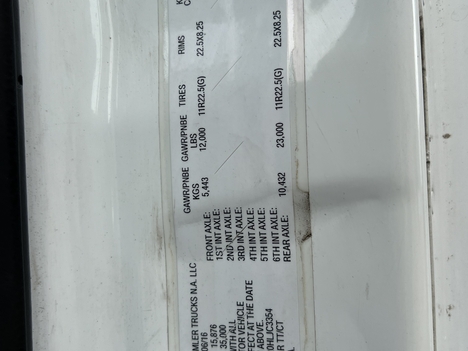 GAWR/PNBE GAWR/PNBE TIRES RIMS
KGS LBS
FRONT AXLE: 5,443 12,000 11R22.5(G) 22.5X8.25
1ST INT AXLE:
2ND INT AXLE:
3RD INT AXLE:
4TH INT AXLE:
5TH INT AXLE:
6TH INT AXLE:
REAR AXLE: 10,432 23,000 11R22.5(G) 22.5X8.25
MLER TRUCKS N.A. LLC
06/16
15,876
35,000
WITH ALL
TOR VEHICLE
FFECT AT THE DATE
ABOVE.
DHLJC3354
R TT/CT